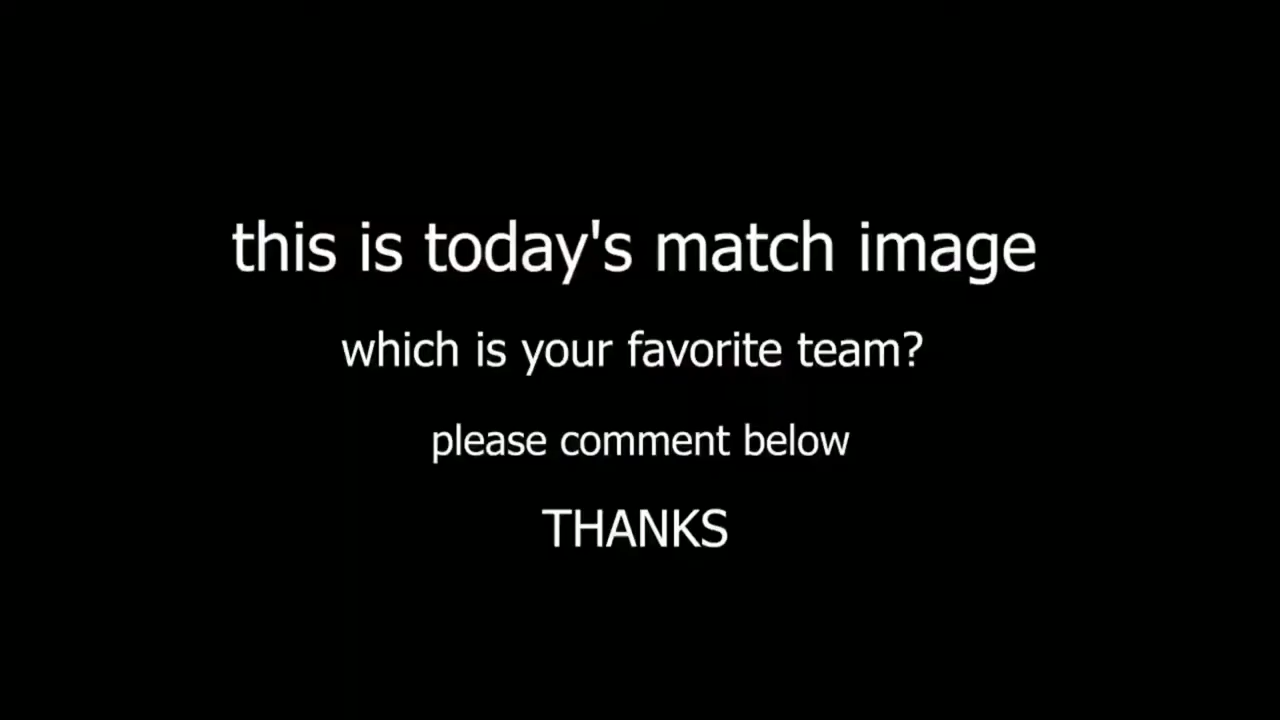 this is today's match image
which is your favorite team?
please comment below
THANKS